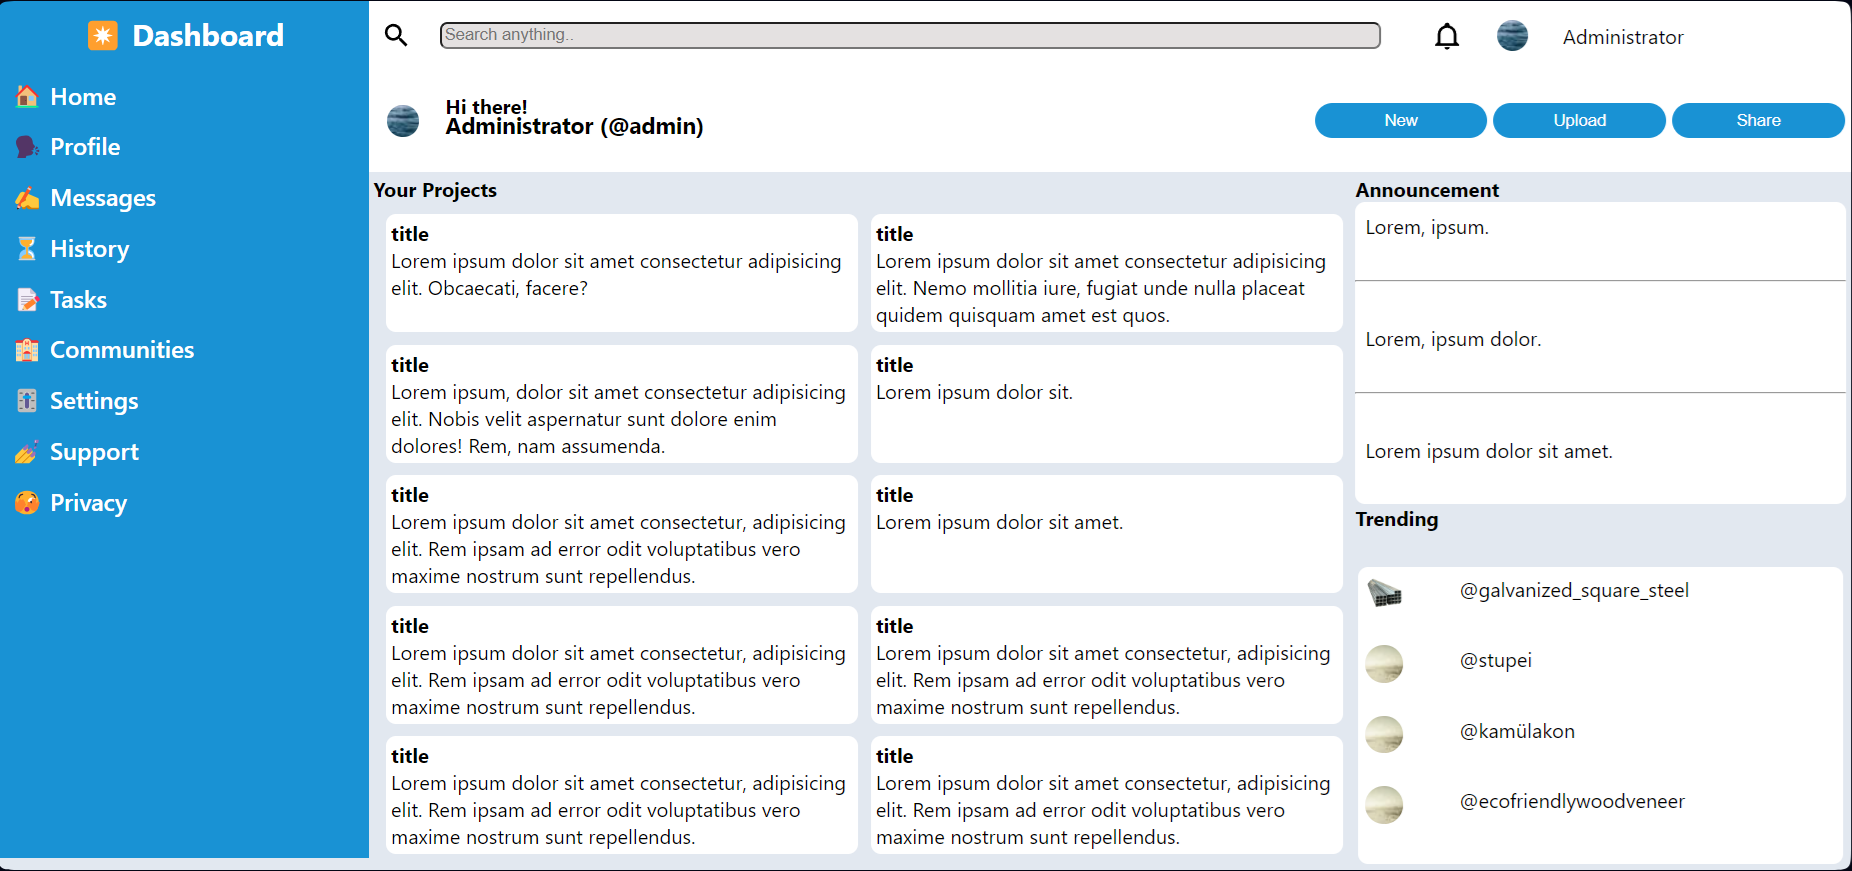 Dashboard
Home
Profile
Messages
History
Tasks
Communities
Settings
Support
Privacy
Search anything..
Administrator
Hi there!
Administrator (@admin)
New
Upload
Share
Your Projects
title
Lorem ipsum dolor sit amet consectetur adipisicing
elit. Obcaecati, facere?
title
Lorem ipsum dolor sit amet consectetur adipisicing
elit. Nemo mollitia iure, fugiat unde nulla placeat
quidem quisquam amet est quos.
title
Lorem ipsum, dolor sit amet consectetur adipisicing
elit. Nobis velit aspernatur sunt dolore enim
dolores! Rem, nam assumenda.
title
Lorem ipsum dolor sit.
title
Lorem ipsum dolor sit amet consectetur, adipisicing
elit. Rem ipsam ad error odit voluptatibus vero
maxime nostrum sunt repellendus.
title
Lorem ipsum dolor sit amet.
title
Lorem ipsum dolor sit amet consectetur, adipisicing
elit. Rem ipsam ad error odit voluptatibus vero
maxime nostrum sunt repellendus.
title
Lorem ipsum dolor sit amet consectetur, adipisicing
elit. Rem ipsam ad error odit voluptatibus vero
maxime nostrum sunt repellendus.
title
Lorem ipsum dolor sit amet consectetur, adipisicing
elit. Rem ipsam ad error odit voluptatibus vero
maxime nostrum sunt repellendus.
title
Lorem ipsum dolor sit amet consectetur, adipisicing
elit. Rem ipsam ad error odit voluptatibus vero
maxime nostrum sunt repellendus.
Announcement
Lorem, ipsum.
Lorem, ipsum dolor.
Lorem ipsum dolor sit amet.
Trending
@galvanized_square_steel
@stupei
@kamülakon
@ecofriendlywoodveneer